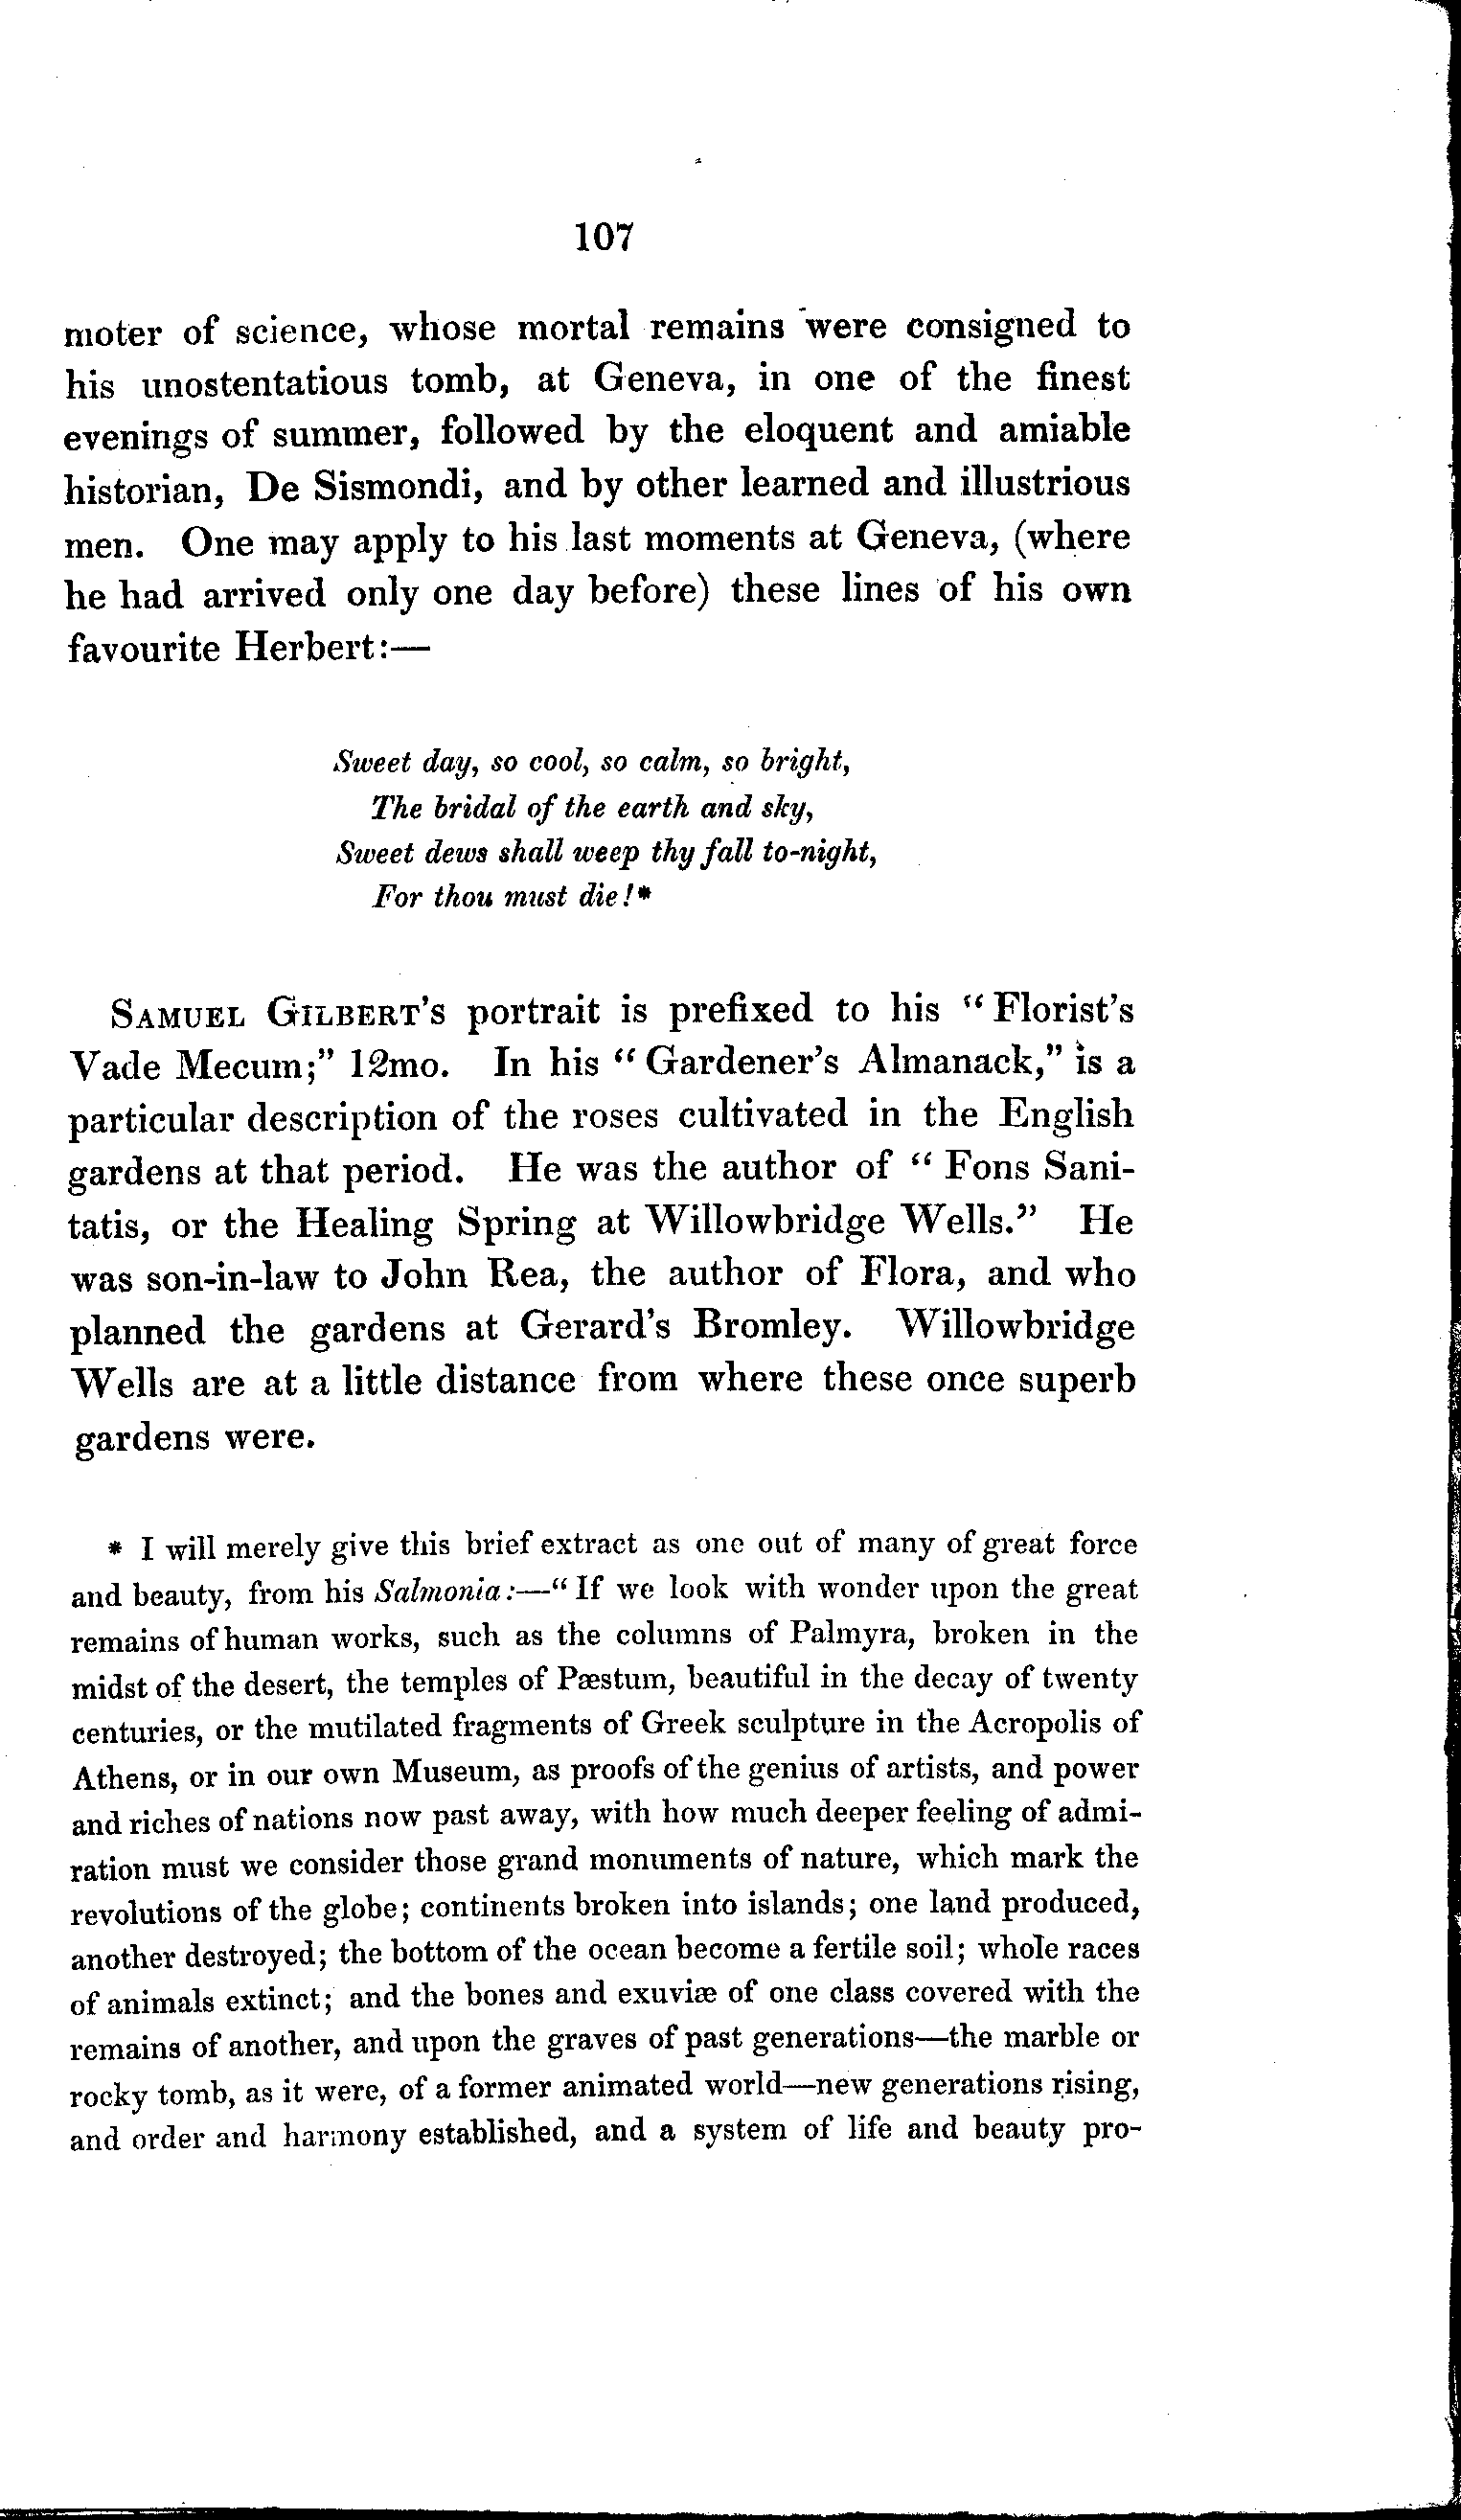 107
moter of science, whose mortal remains were consigned to
his unostentatious tomb, at Geneva, in one of the finest
evenings of summer, followed by the eloquent and amiable
historian, De Sismondi, and by other learned and illustrious
men. One may apply to his last moments at Geneva, (where
he had arrived only one day before) these lines of his own
favourite Herbert:—
Sweet day, so cool, so calm, so bright,
The bridal of the earth and sky,
Sweet dews shall weep thy fall to-night,
For thou must die!*
SAMUEL GILBERT'S portrait is prefixed to his "Florist's
Vade Mecum;" 12mo. In his "Gardener's Almanack," is a
particular description of the roses cultivated in the English
gardens at that period. He was the author of "Fons Sani-
tatis, or the Healing Spring at Willowbridge Wells." He
was son-in-law to John Rea, the author of Flora, and who
planned the gardens at Gerard's Bromley. Willowbridge
Wells are at a little distance from where these once superb
gardens were.
* I will merely give this brief extract as one out of many of great force
and beauty, from his Salmonia:—"If we look with wonder upon the great
remains of human works, such as the columns of Palmyra, broken in the
midst of the desert, the temples of Pæstum, beautiful in the decay of twenty
centuries, or the mutilated fragments of Greek sculpture in the Acropolis of
Athens, or in our own Museum, as proofs of the genius of artists, and power
and riches of nations now past away, with how much deeper feeling of admi-
ration must we consider those grand monuments of nature, which mark the
revolutions of the globe; continents broken into islands; one land produced,
another destroyed; the bottom of the ocean become a fertile soil; whole races
of animals extinct; and the bones and exuviæ of one class covered with the
remains of another, and upon the graves of past generations—the marble or
rocky tomb, as it were, of a former animated world—new generations rising,
and order and harmony established, and a system of life and beauty pro-